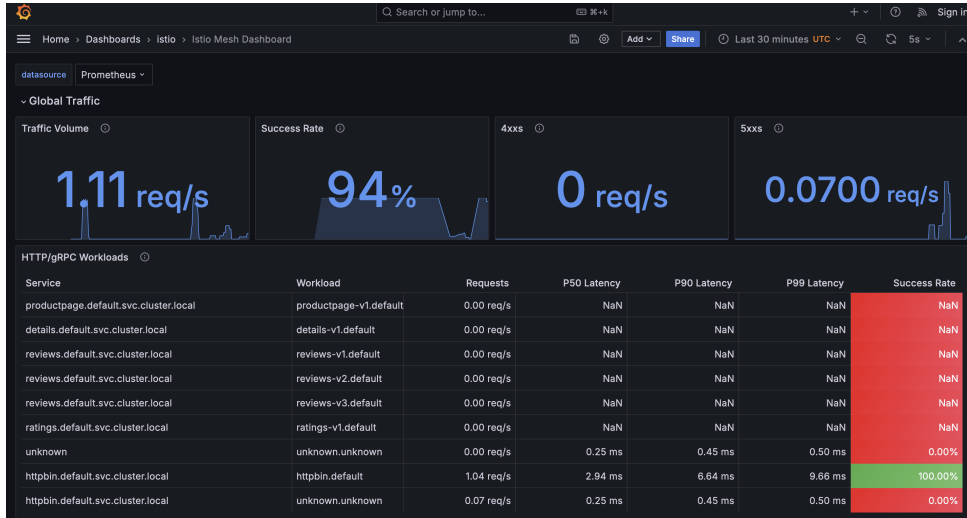 Search or jump to... ⌘+k Sign in
Home › Dashboards › istio › Istio Mesh Dashboard Add Share Last 30 minutes UTC 5s
datasource Prometheus
Global Traffic
Traffic Volume Success Rate 4xxs 5xxs
1.11 req/s 94% 0 req/s 0.0700 req/s
HTTP/gRPC Workloads
Service Workload Requests P50 Latency P90 Latency P99 Latency Success Rate
productpage.default.svc.cluster.local productpage-v1.default 0.00 req/s NaN NaN NaN NaN
details.default.svc.cluster.local details-v1.default 0.00 req/s NaN NaN NaN NaN
reviews.default.svc.cluster.local reviews-v1.default 0.00 req/s NaN NaN NaN NaN
reviews.default.svc.cluster.local reviews-v2.default 0.00 req/s NaN NaN NaN NaN
reviews.default.svc.cluster.local reviews-v3.default 0.00 req/s NaN NaN NaN NaN
ratings.default.svc.cluster.local ratings-v1.default 0.00 req/s NaN NaN NaN NaN
unknown unknown.unknown 0.00 req/s 0.25 ms 0.45 ms 0.50 ms 0.00%
httpbin.default.svc.cluster.local httpbin.default 1.04 req/s 2.94 ms 6.64 ms 9.66 ms 100.00%
httpbin.default.svc.cluster.local unknown.unknown 0.07 req/s 0.25 ms 0.45 ms 0.50 ms 0.00%